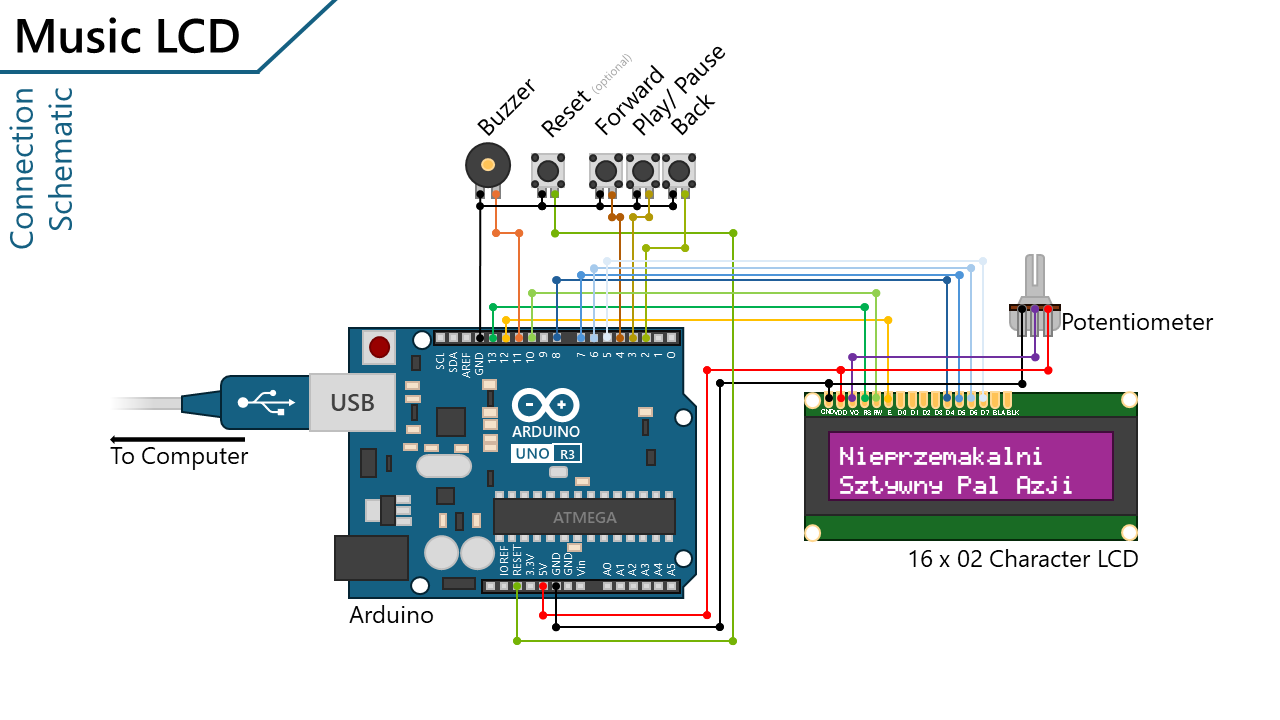 Music LCD
Connection
Schematic
Buzzer
Reset (optional)
Forward
Play/ Pause
Back
Potentiometer
SCL
SDA
AREF
GND
13
12
11
10
9
8
7
6
5
4
3
2
1
0
USB
To Computer
ARDUINO
UNO R3
ATMEGA
IOREF
RESET
3.3V
5V
GND
GND
Vin
A0
A1
A2
A3
A4
A5
Arduino
GND VDD VO RS RW E D0 D1 D2 D3 D4 D5 D6 D7 BLA BLK
Nieprzemakalni
Sztywny Pal Azji
16 x 02 Character LCD